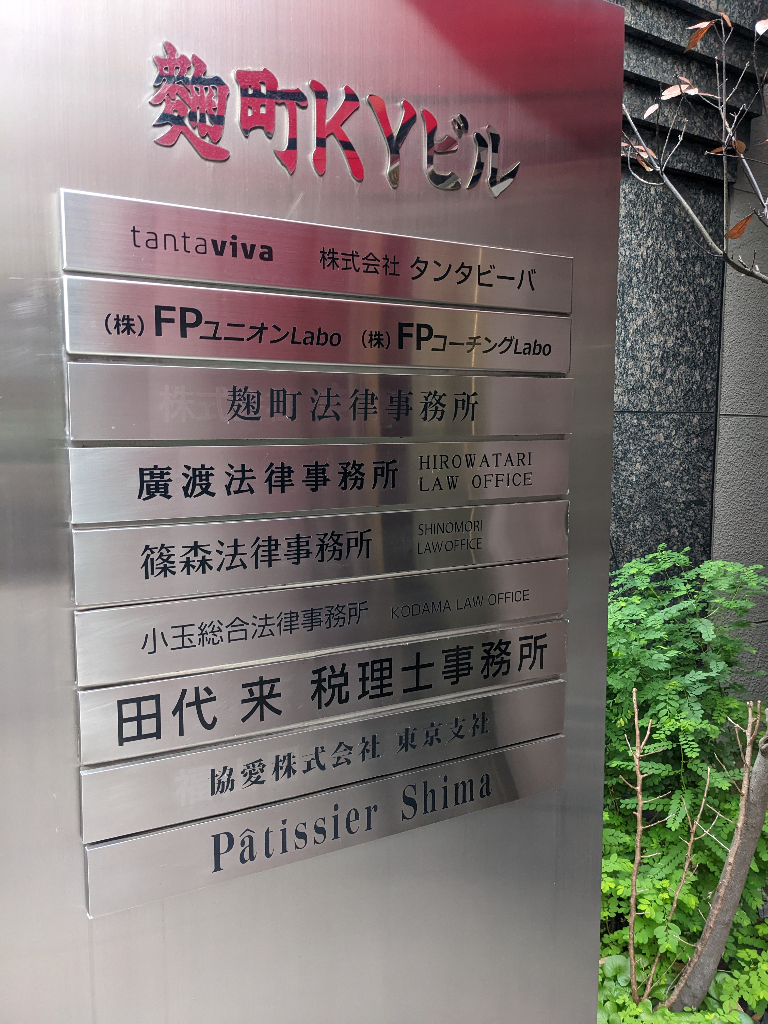 麹町KYビル
tantaviva 株式会社 タンタビーバ
(株) FPユニオンLabo (株) FPコーチングLabo
麹町法律事務所
廣渡法律事務所 HIROWATARI
LAW OFFICE
篠森法律事務所 SHINOMORI
LAW OFFICE
小玉総合法律事務所 KODAMA LAW OFFICE
田代 来 税理士事務所
協愛株式会社 東京支社
Pâtissier Shima